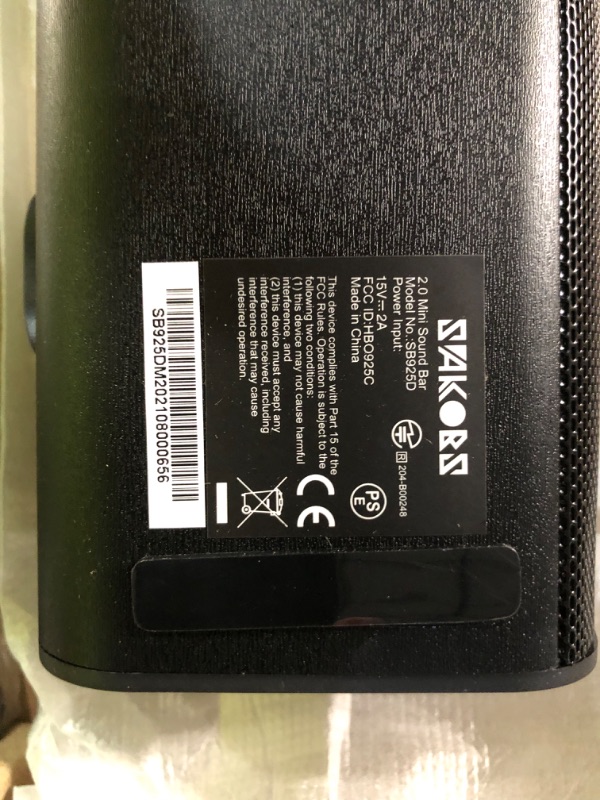 SAKOBS
2.0 Mini Sound Bar
Model No.:SB925D
Power Input:
15V⎓2A
FCC ID:HBO925C
Made in China
R 204-B00248
PS
E
This device complies with Part 15 of the
FCC Rules. Operation is subject to the
following two conditions:
(1) this device may not cause harmful
interference, and
(2) this device must accept any
interference received, including
interference that may cause
undesired operation.
CE
SB925DM202108000656